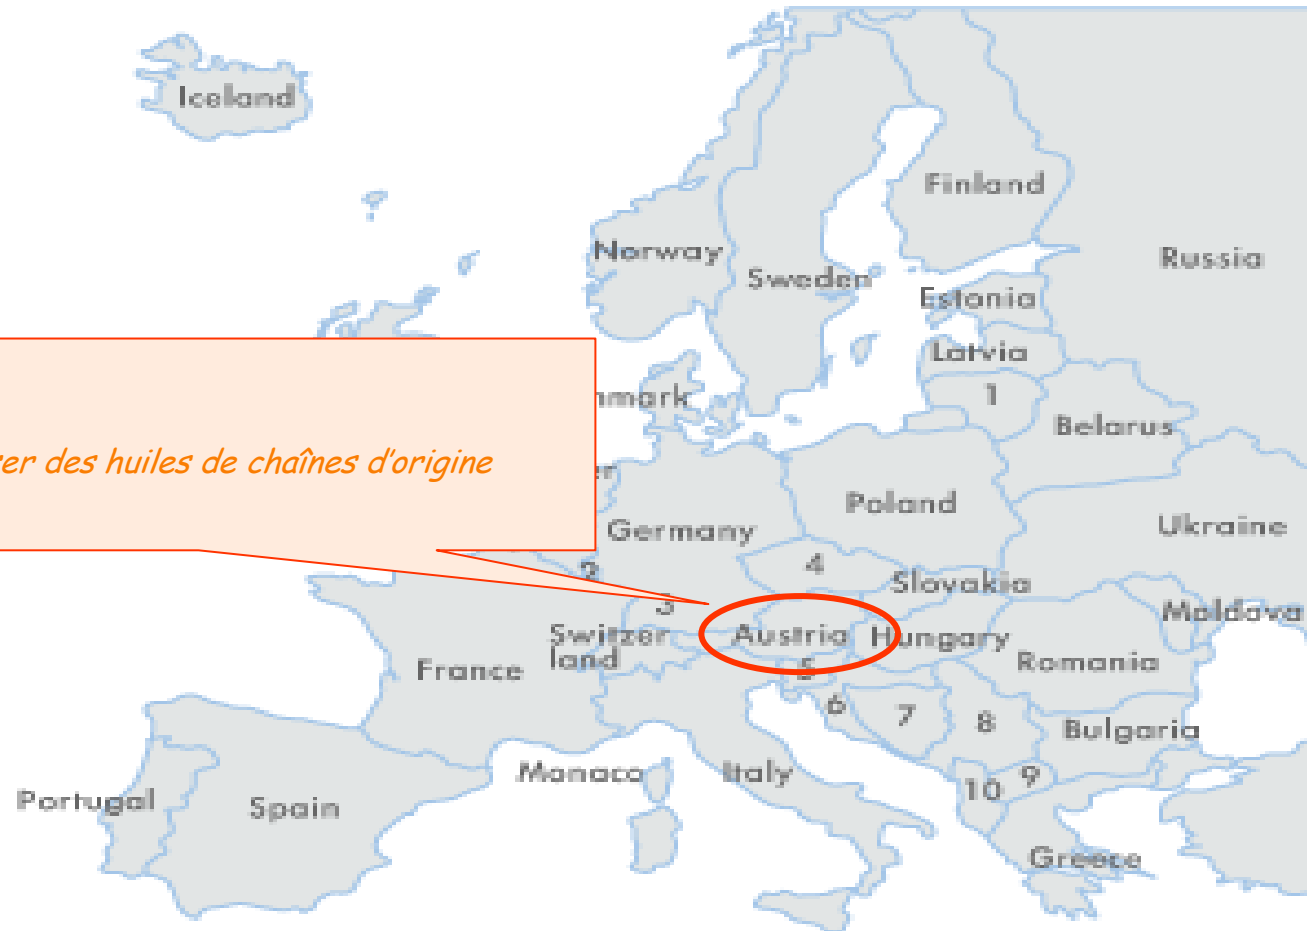 Iceland
Finland
Norway
Russia
Sweden
Estonia
Latvia
1
nmark
Belarus
er des huiles de chaînes d'origine
er
Poland
Germany
Ukraine
2
4
Slovakia
3
Moldova
Switzer
land
Austria
Hungary
France
5
Romania
6
7
8
Bulgaria
Monaco
Italy
9
10
Portugal
Spain
Greece